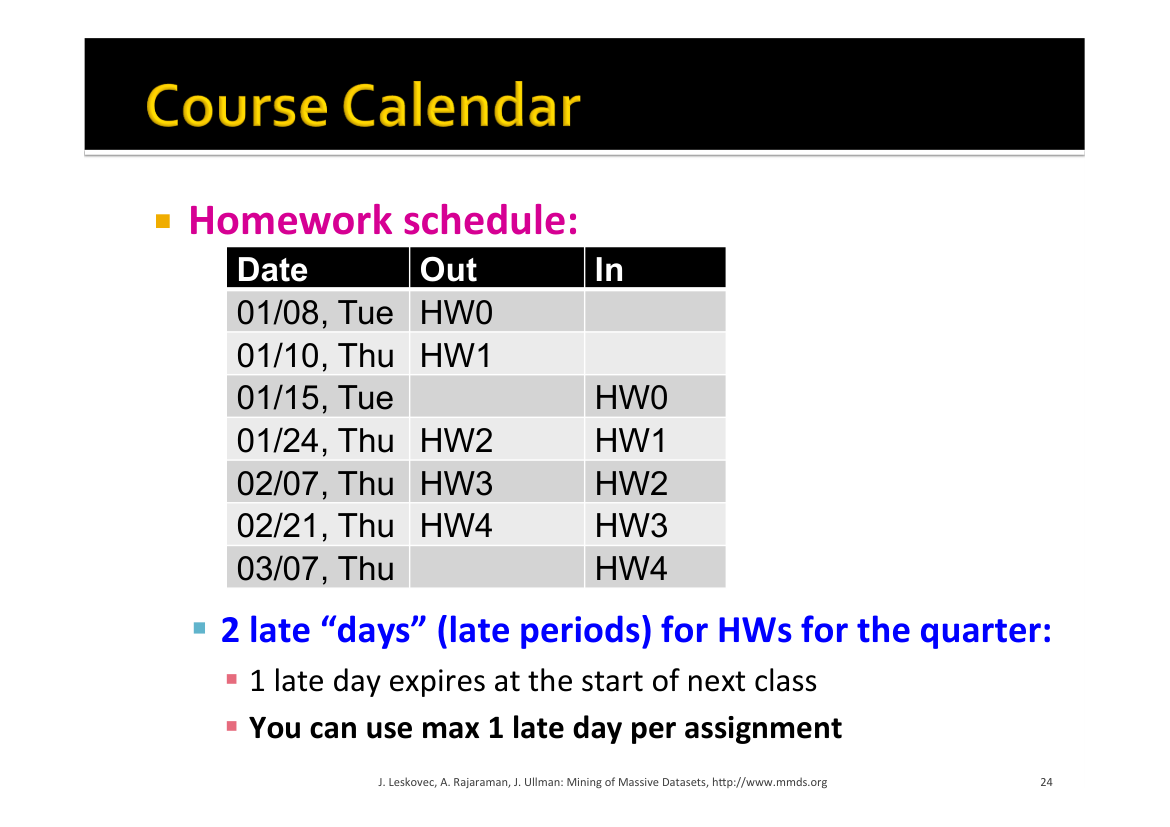 Course Calendar
Homework schedule:
Date Out In
01/08, Tue HW0
01/10, Thu HW1
01/15, Tue HW0
01/24, Thu HW2 HW1
02/07, Thu HW3 HW2
02/21, Thu HW4 HW3
03/07, Thu HW4
2 late “days” (late periods) for HWs for the quarter:
1 late day expires at the start of next class
You can use max 1 late day per assignment
J. Leskovec, A. Rajaraman, J. Ullman: Mining of Massive Datasets, http://www.mmds.org 24